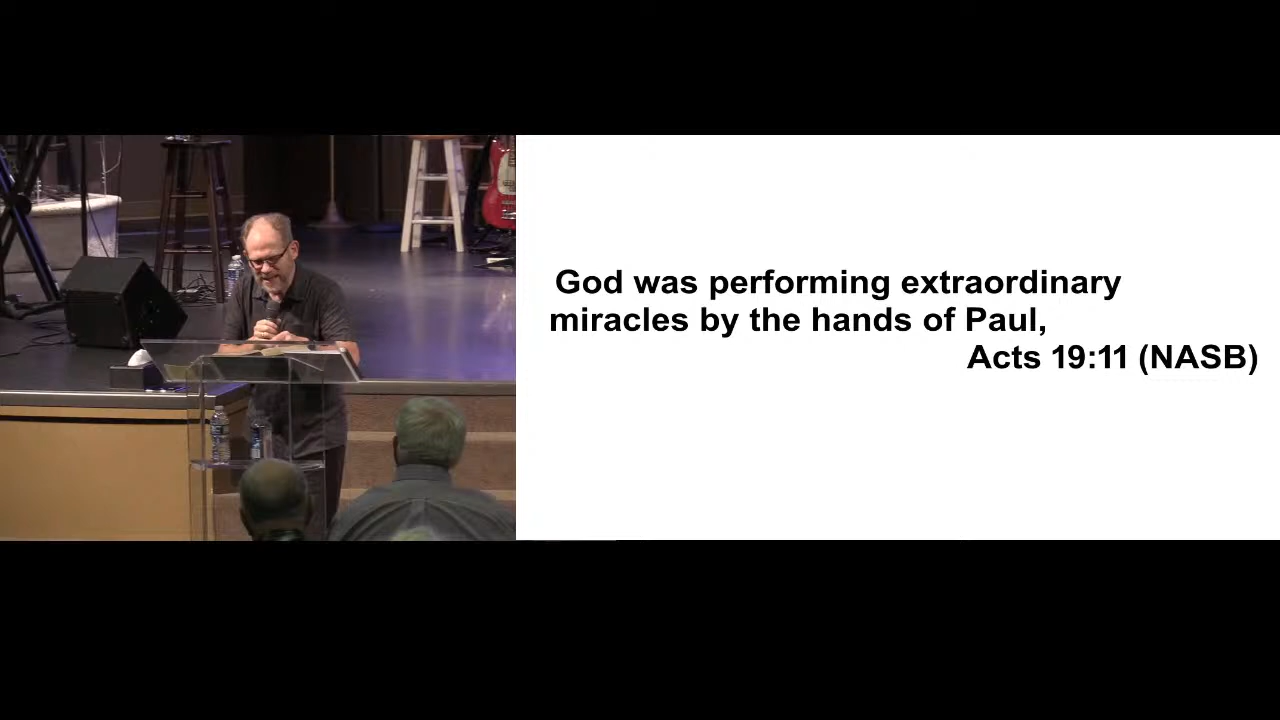 God was performing extraordinary
miracles by the hands of Paul,
Acts 19:11 (NASB)